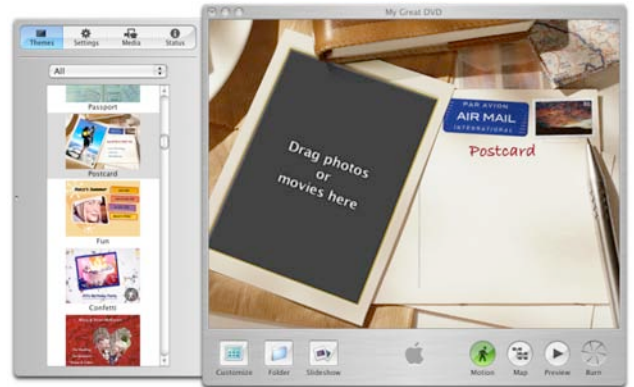 My Great DVD
Themes
Settings
Media
Status
All
Passport
Postcard
Fun
Confetti
Drag photos
or
movies here
PAR AVION
AIR MAIL
INTERNATIONAL
Postcard
Customize
Folder
Slideshow
Motion
Map
Preview
Burn